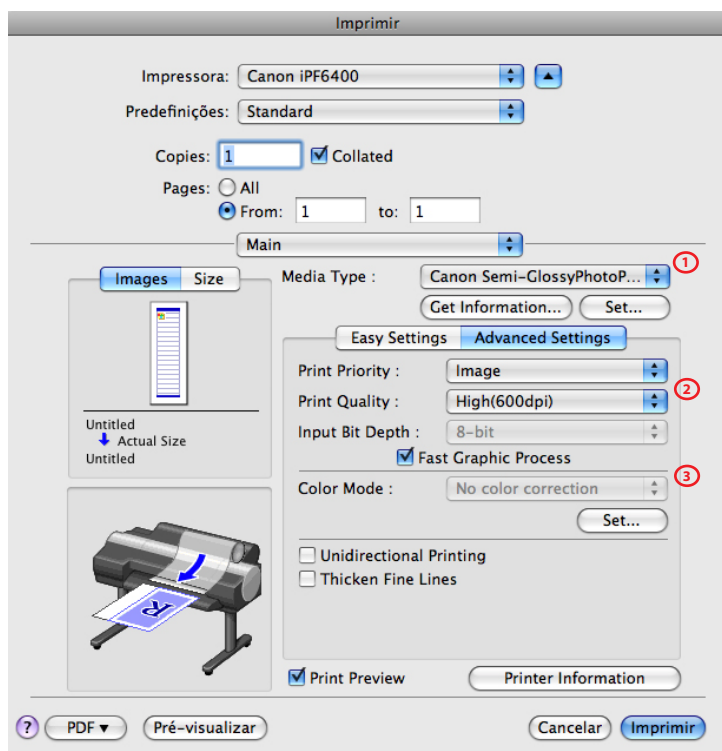 Imprimir
Impressora: Canon iPF6400
Predefinições: Standard
Copies: 1 Collated
Pages: All
From: 1 to: 1
Main
Images Size
Media Type : Canon Semi-GlossyPhotoP... 1
Get Information... Set...
Easy Settings Advanced Settings
Print Priority : Image
Print Quality : High(600dpi) 2
Input Bit Depth : 8-bit
Fast Graphic Process
Color Mode : No color correction 3
Set...
Untitled
Actual Size
Untitled
R
Unidirectional Printing
Thicken Fine Lines
Print Preview Printer Information
? PDF ▼ Pré-visualizar Cancelar Imprimir